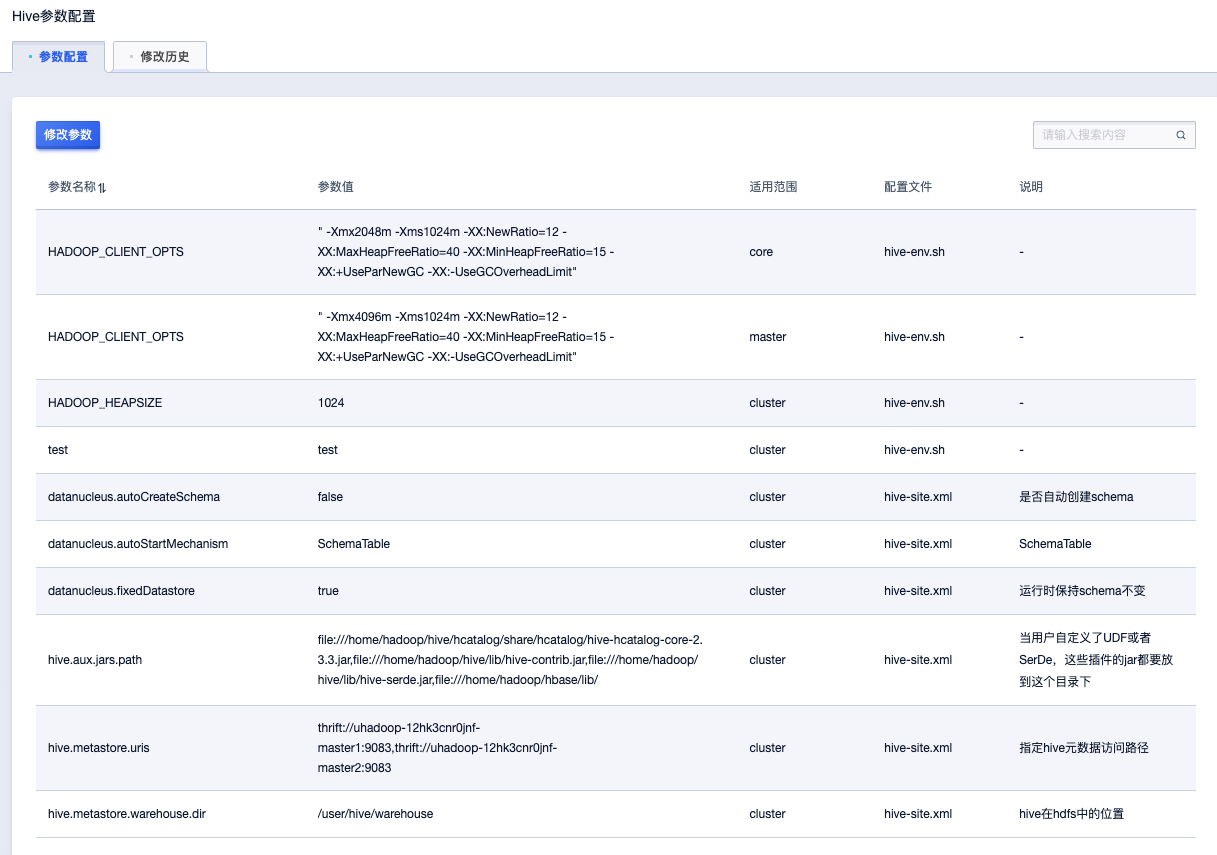 Hive参数配置
参数配置
修改历史
修改参数
请输入搜索内容
参数名称 参数值 适用范围 配置文件 说明
" -Xmx2048m -Xms1024m -XX:NewRatio=12 -
HADOOP_CLIENT_OPTS XX:MaxHeapFreeRatio=40 -XX:MinHeapFreeRatio=15 - core hive-env.sh -
XX:+UseParNewGC -XX:-UseGCOverheadLimit"
" -Xmx4096m -Xms1024m -XX:NewRatio=12 -
HADOOP_CLIENT_OPTS XX:MaxHeapFreeRatio=40 -XX:MinHeapFreeRatio=15 - master hive-env.sh -
XX:+UseParNewGC -XX:-UseGCOverheadLimit"
HADOOP_HEAPSIZE 1024 cluster hive-env.sh -
test test cluster hive-env.sh -
datanucleus.autoCreateSchema false cluster hive-site.xml 是否自动创建schema
datanucleus.autoStartMechanism SchemaTable cluster hive-site.xml SchemaTable
datanucleus.fixedDatastore true cluster hive-site.xml 运行时保持schema不变
file:///home/hadoop/hive/hcatalog/share/hcatalog/hive-hcatalog-core-2. 当用户自定义了UDF或者
hive.aux.jars.path 3.3.jar,file:///home/hadoop/hive/lib/hive-contrib.jar,file:///home/hadoop/ cluster hive-site.xml SerDe，这些插件的jar都要放
hive/lib/hive-serde.jar,file:///home/hadoop/hbase/lib/ 到这个目录下
thrift://uhadoop-12hk3cnr0jnf-
hive.metastore.uris master1:9083,thrift://uhadoop-12hk3cnr0jnf- cluster hive-site.xml 指定hive元数据访问路径
master2:9083
hive.metastore.warehouse.dir /user/hive/warehouse cluster hive-site.xml hive在hdfs中的位置